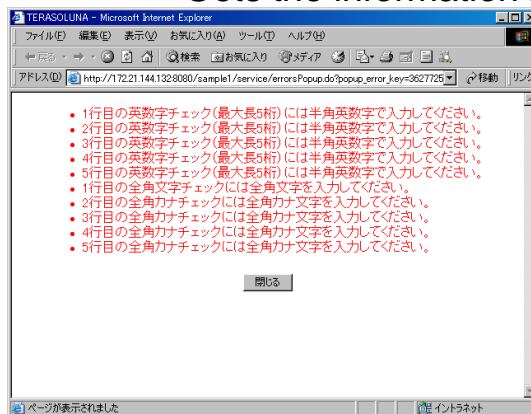 Gets the information
TERASOLUNA - Microsoft Internet Explorer
ファイル(F) 編集(E) 表示(V) お気に入り(A) ツール(T) ヘルプ(H)
戻る 検索 お気に入り メディア
アドレス(D) http://172.21.144.132:8080/sample1/service/errorsPopup.do?popup_error_key=3627725 移動 リンク
• 1行目の英数字チェック(最大長5桁)には半角英数字で入力してください。
• 2行目の英数字チェック(最大長5桁)には半角英数字で入力してください。
• 3行目の英数字チェック(最大長5桁)には半角英数字で入力してください。
• 4行目の英数字チェック(最大長5桁)には半角英数字で入力してください。
• 5行目の英数字チェック(最大長5桁)には半角英数字で入力してください。
• 1行目の全角文字チェックには全角文字を入力してください。
• 2行目の全角カナチェックには全角カナ文字を入力してください。
• 3行目の全角カナチェックには全角カナ文字を入力してください。
• 4行目の全角カナチェックには全角カナ文字を入力してください。
• 5行目の全角カナチェックには全角カナ文字を入力してください。
閉じる
ページが表示されました イントラネット